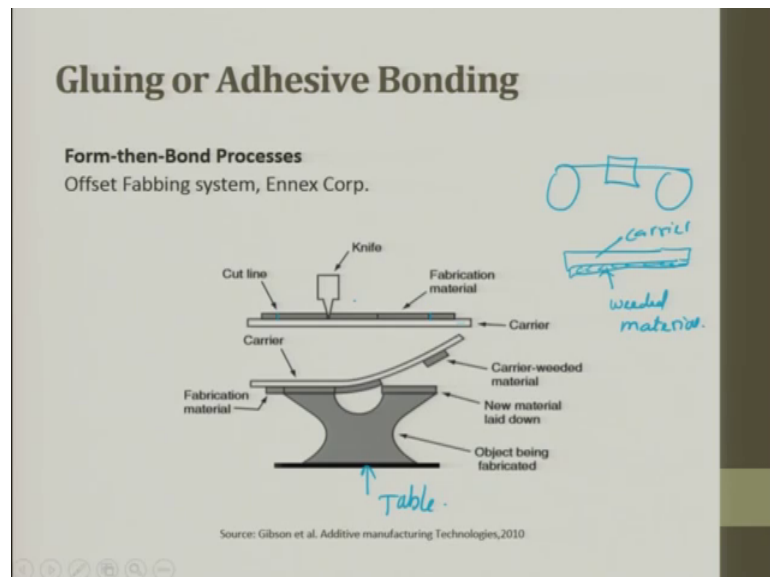 Gluing or Adhesive Bonding
Form-then-Bond Processes
Offset Fabbing system, Ennex Corp.
carrier
weeded
material.
Knife
Cut line
Fabrication
material
Carrier
Carrier
Carrier-weeded
material
Fabrication
material
New material
laid down
Object being
fabricated
Table.
Source: Gibson et al. Additive manufacturing Technologies,2010